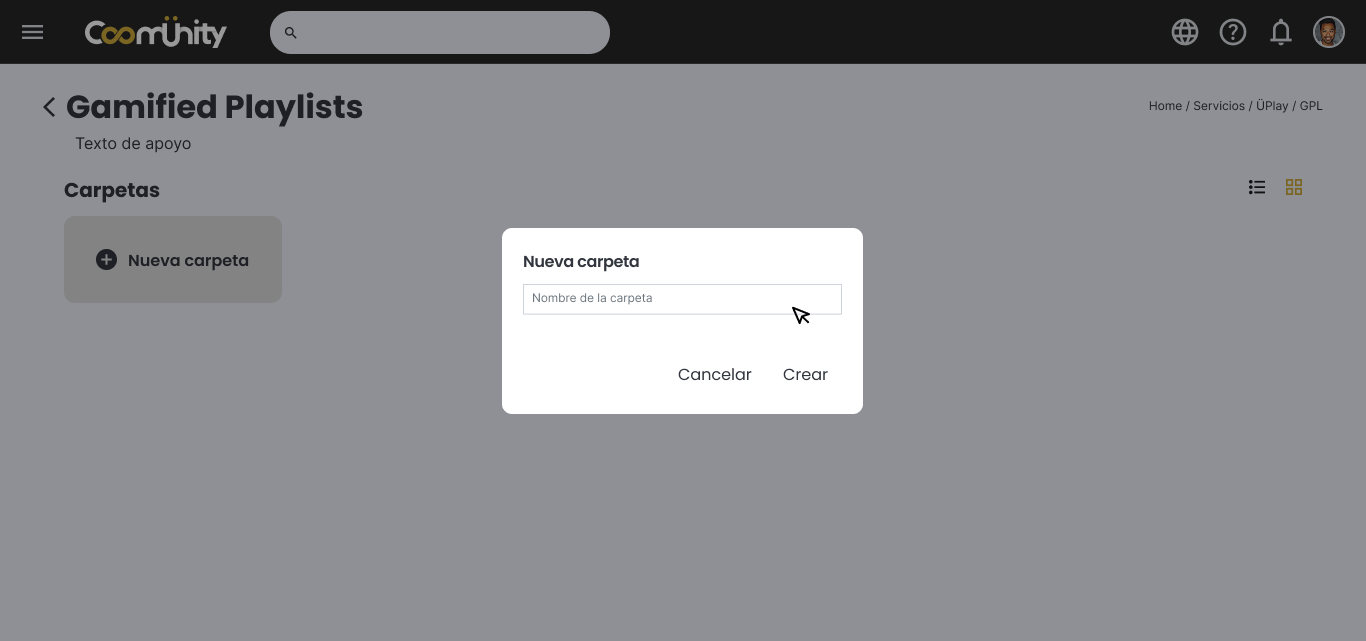 CoomÜnity
Gamified Playlists
Home / Servicios / ÜPlay / GPL
Texto de apoyo
Carpetas
Nueva carpeta
Nueva carpeta
Nombre de la carpeta
Cancelar Crear